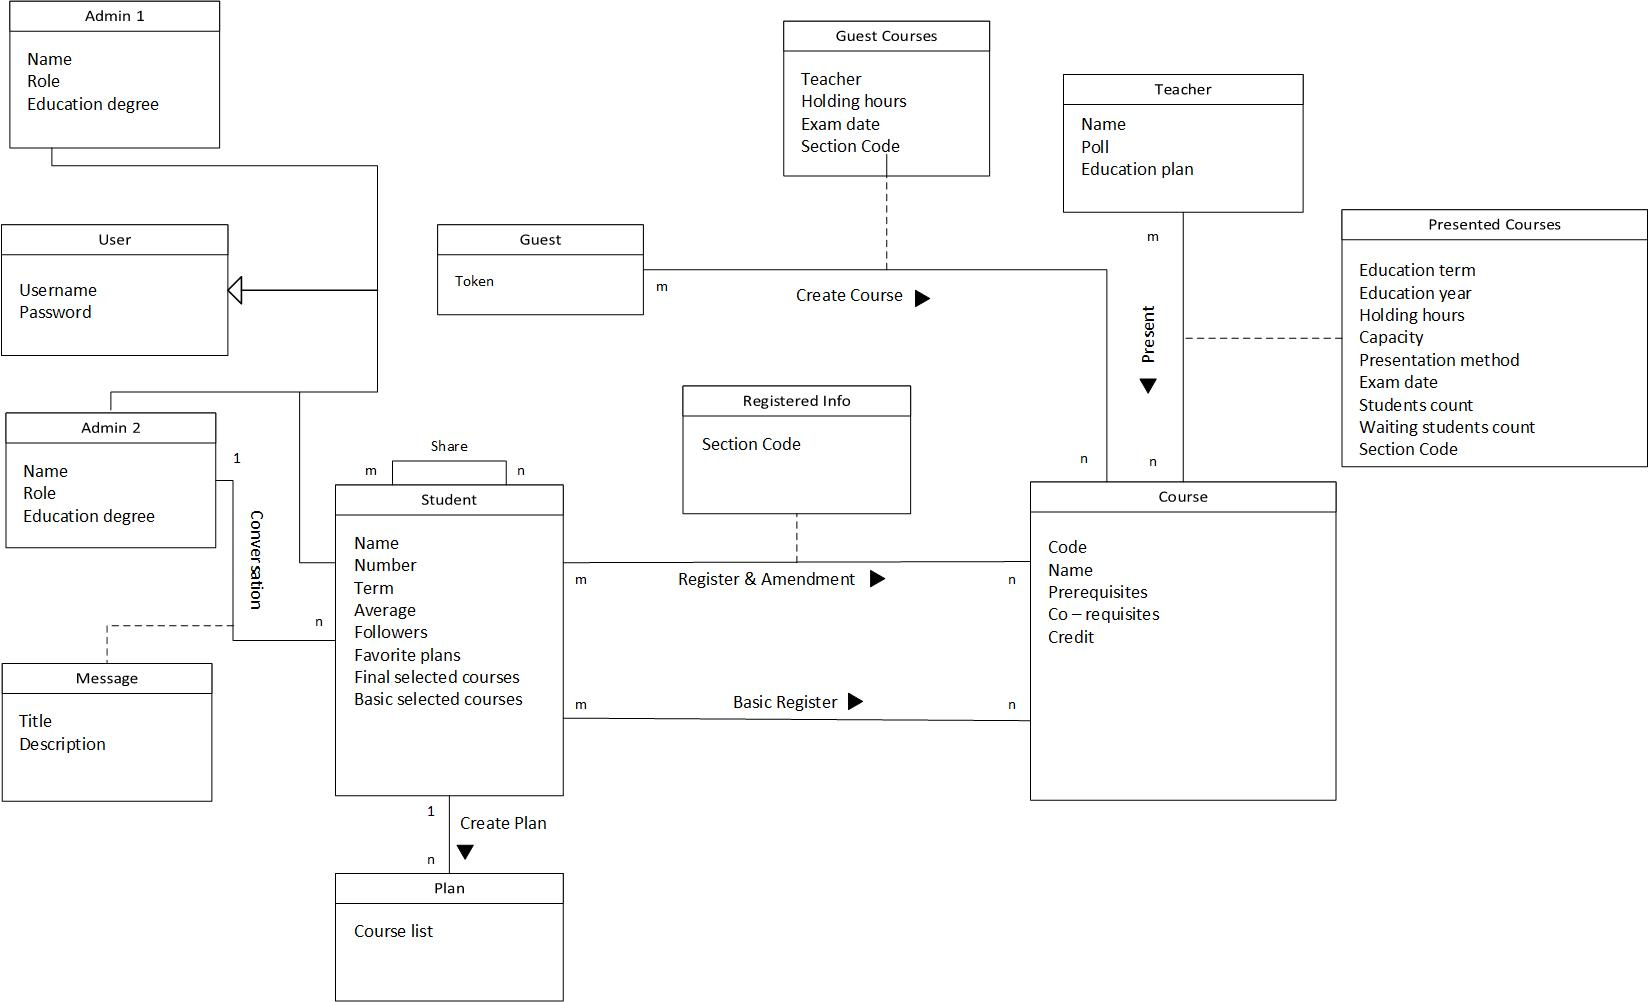 Admin 1
Name
Role
Education degree
Guest Courses
Teacher
Holding hours
Exam date
Section Code
Teacher
Name
Poll
Education plan
User
Username
Password
Guest
Token
m
Create Course
n
m
Present
n
Presented Courses
Education term
Education year
Holding hours
Capacity
Presentation method
Exam date
Students count
Waiting students count
Section Code
Admin 2
Name
Role
Education degree
1
Conversation
n
Share
m
n
Registered Info
Section Code
Student
Name
Number
Term
Average
Followers
Favorite plans
Final selected courses
Basic selected courses
m
Register & Amendment
n
m
Basic Register
n
Course
Code
Name
Prerequisites
Co – requisites
Credit
Message
Title
Description
1
Create Plan
n
Plan
Course list